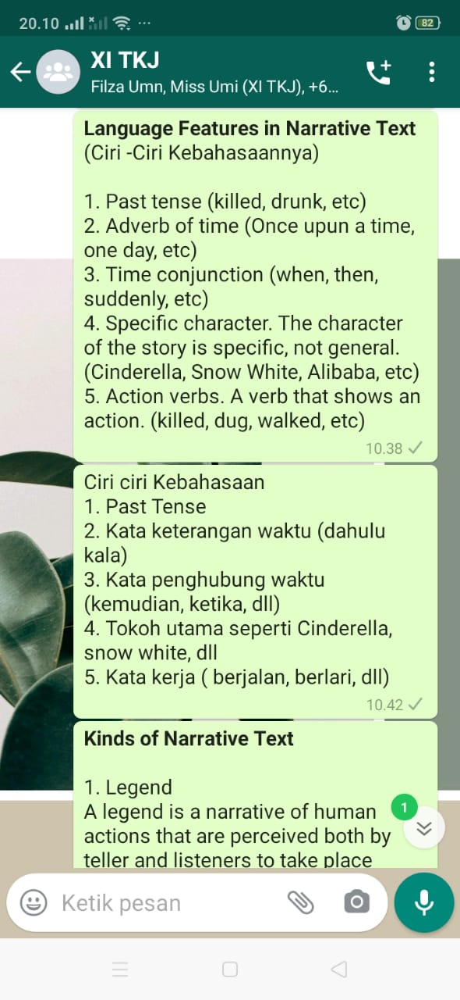 20.10
82
XI TKJ
Filza Umn, Miss Umi (XI TKJ), +6...
Language Features in Narrative Text
(Ciri -Ciri Kebahasaannya)
1. Past tense (killed, drunk, etc)
2. Adverb of time (Once upun a time,
one day, etc)
3. Time conjunction (when, then,
suddenly, etc)
4. Specific character. The character
of the story is specific, not general.
(Cinderella, Snow White, Alibaba, etc)
5. Action verbs. A verb that shows an
action. (killed, dug, walked, etc)
10.38
Ciri ciri Kebahasaan
1. Past Tense
2. Kata keterangan waktu (dahulu
kala)
3. Kata penghubung waktu
(kemudian, ketika, dll)
4. Tokoh utama seperti Cinderella,
snow white, dll
5. Kata kerja ( berjalan, berlari, dll)
10.42
Kinds of Narrative Text
1. Legend
A legend is a narrative of human
1
actions that are perceived both by
teller and listeners to take place
Ketik pesan